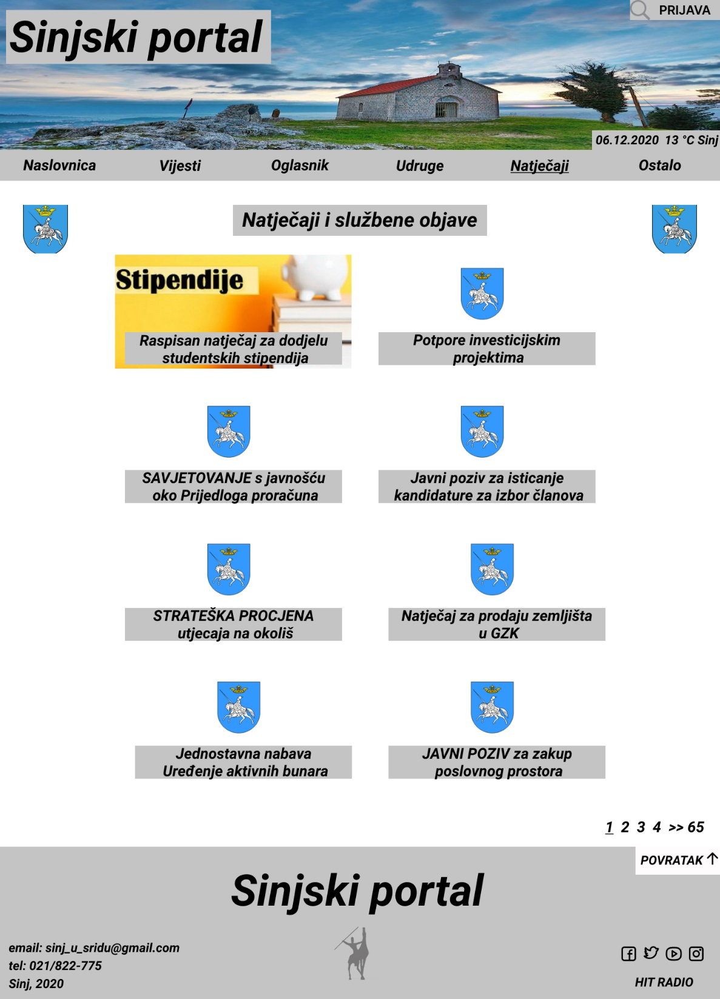 PRIJAVA
Sinjski portal
06.12.2020 13 °C Sinj
Naslovnica Vijesti Oglasnik Udruge Natječaji Ostalo
Natječaji i službene objave
Stipendije
Raspisan natječaj za dodjelu
studentskih stipendija
Potpore investicijskim
projektima
SAVJETOVANJE s javnošću
oko Prijedloga proračuna
Javni poziv za isticanje
kandidature za izbor članova
STRATEŠKA PROCJENA
utjecaja na okoliš
Natječaj za prodaju zemljišta
u GZK
Jednostavna nabava
Uređenje aktivnih bunara
JAVNI POZIV za zakup
poslovnog prostora
1 2 3 4 >> 65
POVRATAK
Sinjski portal
email: sinj_u_sridu@gmail.com
tel: 021/822-775
Sinj, 2020
HIT RADIO